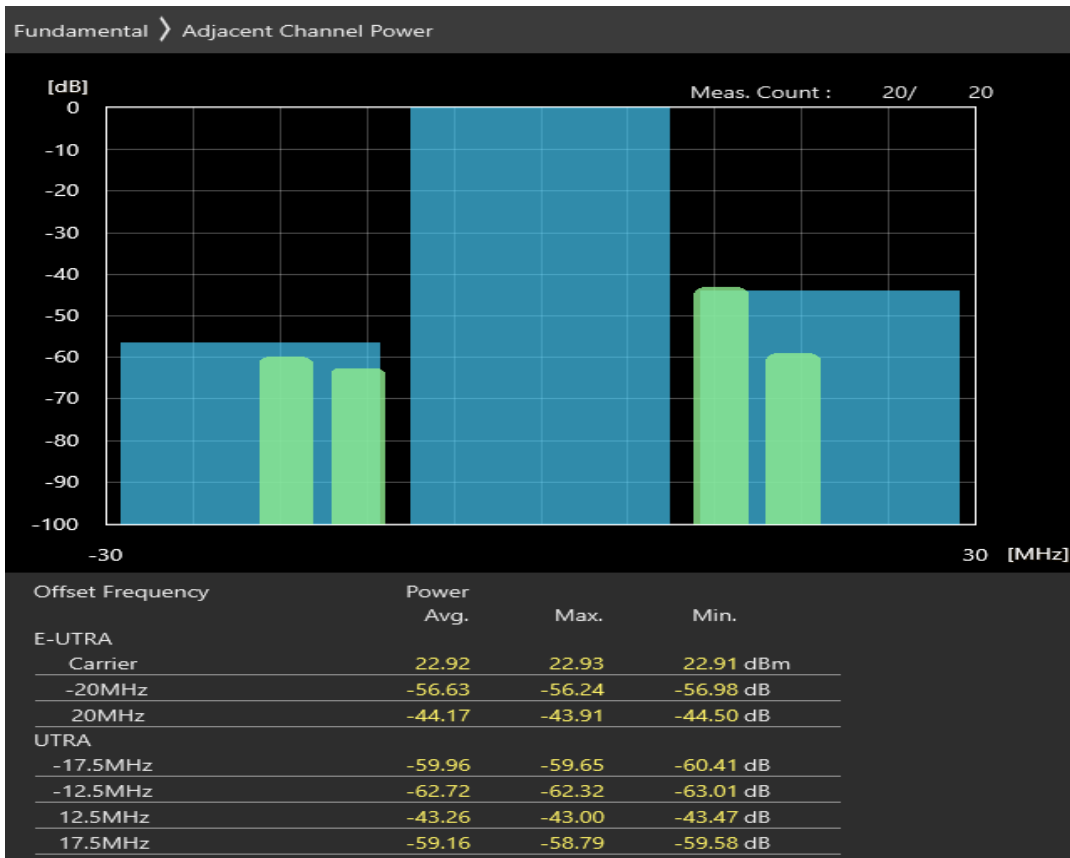 Fundamental 〉 Adjacent Channel Power
[dB]
Meas. Count : 20/ 20
0
-10
-20
-30
-40
-50
-60
-70
-80
-90
-100
-30 30 [MHz]
Offset Frequency Power
Avg. Max. Min.
E-UTRA
Carrier 22.92 22.93 22.91 dBm
-20MHz -56.63 -56.24 -56.98 dB
20MHz -44.17 -43.91 -44.50 dB
UTRA
-17.5MHz -59.96 -59.65 -60.41 dB
-12.5MHz -62.72 -62.32 -63.01 dB
12.5MHz -43.26 -43.00 -43.47 dB
17.5MHz -59.16 -58.79 -59.58 dB